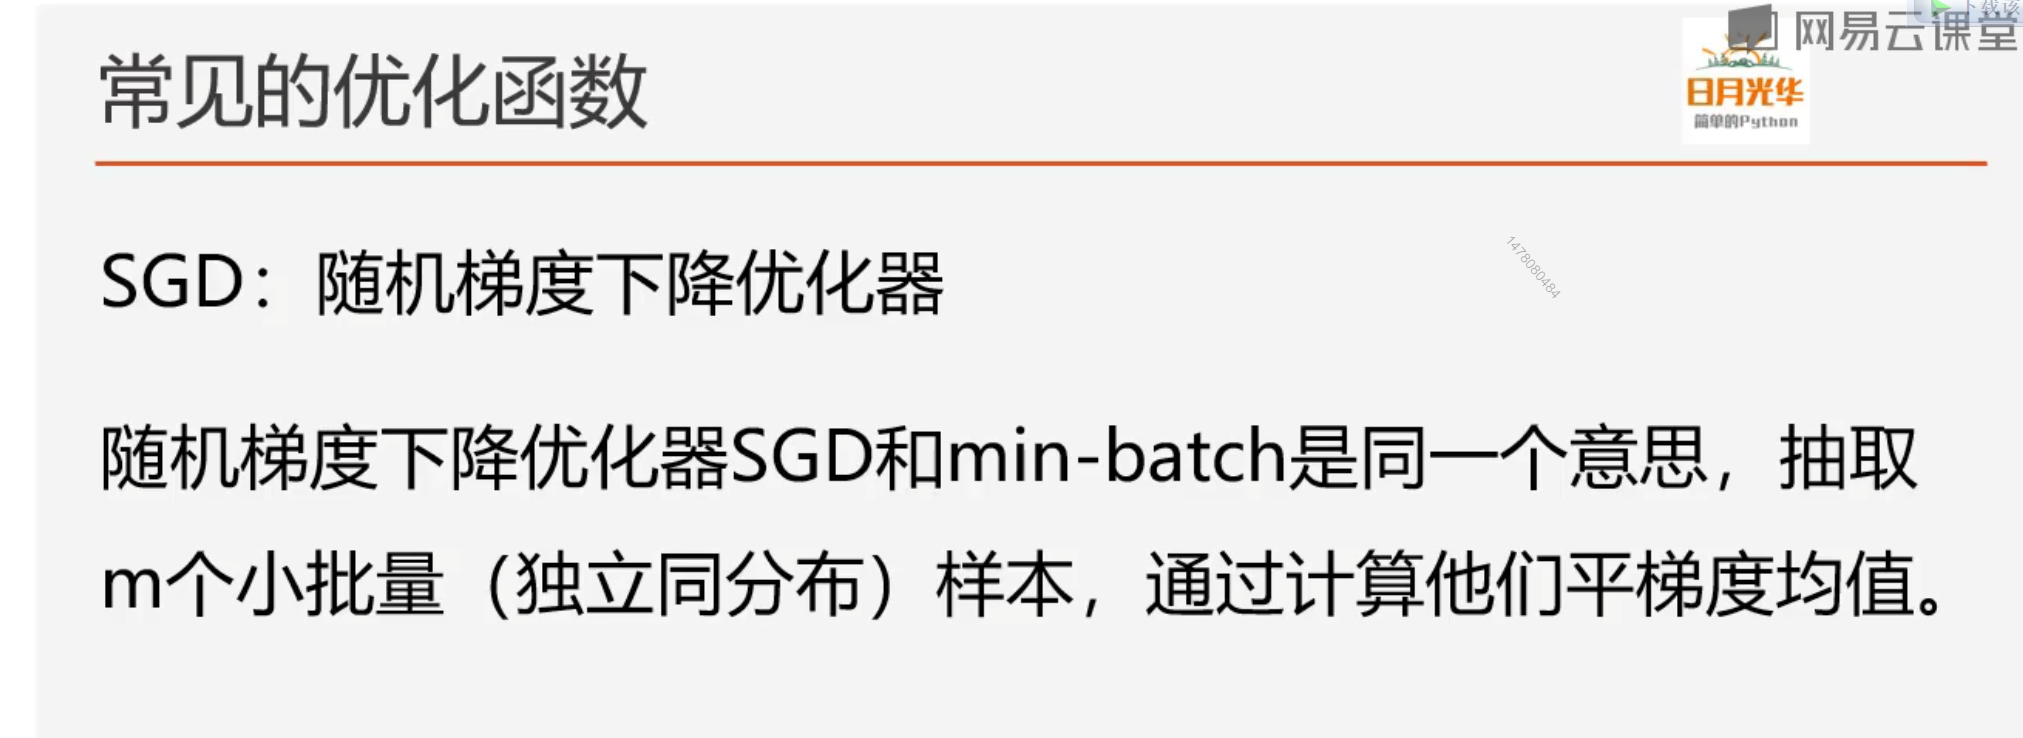 下载该
网易云课堂
常见的优化函数
日月光华
简单的Python
SGD：随机梯度下降优化器
1478080484
随机梯度下降优化器SGD和min-batch是同一个意思，抽取
m个小批量（独立同分布）样本，通过计算他们平梯度均值。